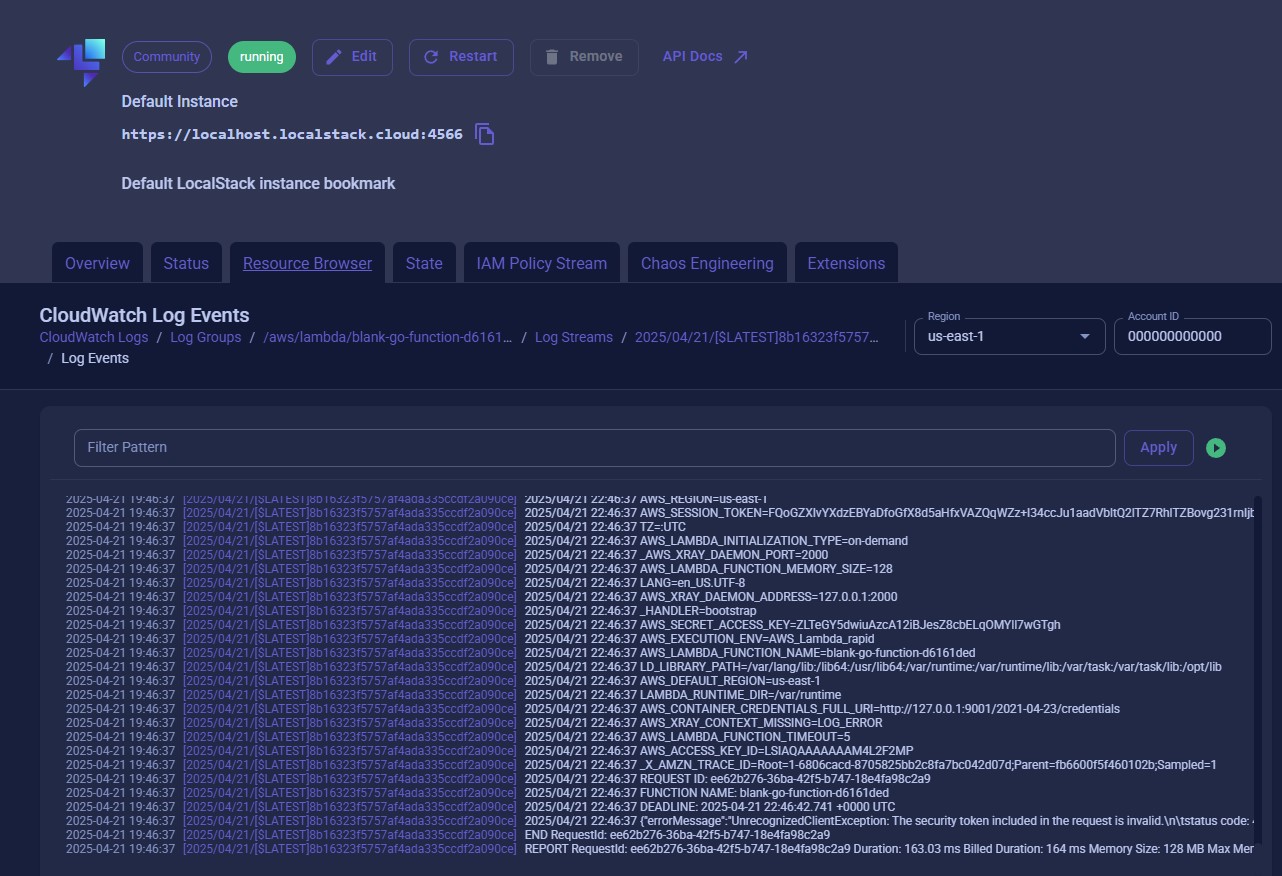 Community running Edit Restart Remove API Docs
Default Instance
https://localhost.localstack.cloud:4566
Default LocalStack instance bookmark
Overview Status Resource Browser State IAM Policy Stream Chaos Engineering Extensions
CloudWatch Log Events
CloudWatch Logs / Log Groups / /aws/lambda/blank-go-function-d6161... / Log Streams / 2025/04/21/[$LATEST]8b16323f5757...
/ Log Events
Region
us-east-1
Account ID
000000000000
Filter Pattern
Apply
2025-04-21 19:46:37 [2025/04/21/[$LATEST]8b16323f5757af4ada335ccdf2a090ce] 2025/04/21 22:46:37 AWS_REGION=us-east-1
2025-04-21 19:46:37 [2025/04/21/[$LATEST]8b16323f5757af4ada335ccdf2a090ce] 2025/04/21 22:46:37 AWS_SESSION_TOKEN=
2025-04-21 19:46:37 [2025/04/21/[$LATEST]8b16323f5757af4ada335ccdf2a090ce] 2025/04/21 22:46:37 TZ=:UTC
2025-04-21 19:46:37 [2025/04/21/[$LATEST]8b16323f5757af4ada335ccdf2a090ce] 2025/04/21 22:46:37 AWS_LAMBDA_INITIALIZATION_TYPE=on-demand
2025-04-21 19:46:37 [2025/04/21/[$LATEST]8b16323f5757af4ada335ccdf2a090ce] 2025/04/21 22:46:37 _AWS_XRAY_DAEMON_PORT=2000
2025-04-21 19:46:37 [2025/04/21/[$LATEST]8b16323f5757af4ada335ccdf2a090ce] 2025/04/21 22:46:37 AWS_LAMBDA_FUNCTION_MEMORY_SIZE=128
2025-04-21 19:46:37 [2025/04/21/[$LATEST]8b16323f5757af4ada335ccdf2a090ce] 2025/04/21 22:46:37 LANG=en_US.UTF-8
2025-04-21 19:46:37 [2025/04/21/[$LATEST]8b16323f5757af4ada335ccdf2a090ce] 2025/04/21 22:46:37 AWS_XRAY_DAEMON_ADDRESS=127.0.0.1:2000
2025-04-21 19:46:37 [2025/04/21/[$LATEST]8b16323f5757af4ada335ccdf2a090ce] 2025/04/21 22:46:37 _HANDLER=bootstrap
2025-04-21 19:46:37 [2025/04/21/[$LATEST]8b16323f5757af4ada335ccdf2a090ce] 2025/04/21 22:46:37 AWS_SECRET_ACCESS_KEY=
2025-04-21 19:46:37 [2025/04/21/[$LATEST]8b16323f5757af4ada335ccdf2a090ce] 2025/04/21 22:46:37 AWS_EXECUTION_ENV=AWS_Lambda_rapid
2025-04-21 19:46:37 [2025/04/21/[$LATEST]8b16323f5757af4ada335ccdf2a090ce] 2025/04/21 22:46:37 AWS_LAMBDA_FUNCTION_NAME=blank-go-function-d6161ded
2025-04-21 19:46:37 [2025/04/21/[$LATEST]8b16323f5757af4ada335ccdf2a090ce] 2025/04/21 22:46:37 LD_LIBRARY_PATH=/var/lang/lib:/lib64:/usr/lib64:/var/runtime:/var/runtime/lib:/var/task:/var/task/lib:/opt/lib
2025-04-21 19:46:37 [2025/04/21/[$LATEST]8b16323f5757af4ada335ccdf2a090ce] 2025/04/21 22:46:37 AWS_DEFAULT_REGION=us-east-1
2025-04-21 19:46:37 [2025/04/21/[$LATEST]8b16323f5757af4ada335ccdf2a090ce] 2025/04/21 22:46:37 LAMBDA_RUNTIME_DIR=/var/runtime
2025-04-21 19:46:37 [2025/04/21/[$LATEST]8b16323f5757af4ada335ccdf2a090ce] 2025/04/21 22:46:37 AWS_CONTAINER_CREDENTIALS_FULL_URI=http://127.0.0.1:9001/2021-04-23/credentials
2025-04-21 19:46:37 [2025/04/21/[$LATEST]8b16323f5757af4ada335ccdf2a090ce] 2025/04/21 22:46:37 AWS_XRAY_CONTEXT_MISSING=LOG_ERROR
2025-04-21 19:46:37 [2025/04/21/[$LATEST]8b16323f5757af4ada335ccdf2a090ce] 2025/04/21 22:46:37 AWS_LAMBDA_FUNCTION_TIMEOUT=5
2025-04-21 19:46:37 [2025/04/21/[$LATEST]8b16323f5757af4ada335ccdf2a090ce] 2025/04/21 22:46:37 AWS_ACCESS_KEY_ID=LSIAQAAAAAAM4L2F2MP
2025-04-21 19:46:37 [2025/04/21/[$LATEST]8b16323f5757af4ada335ccdf2a090ce] 2025/04/21 22:46:37 _X_AMZN_TRACE_ID=Root=1-6806cacd-8705825bb2c8fa7bc042d07d;Parent=fb6600f5f460102b;Sampled=1
2025-04-21 19:46:37 [2025/04/21/[$LATEST]8b16323f5757af4ada335ccdf2a090ce] 2025/04/21 22:46:37 REQUEST ID: ee62b276-36ba-42f5-b747-18e4fa98c2a9
2025-04-21 19:46:37 [2025/04/21/[$LATEST]8b16323f5757af4ada335ccdf2a090ce] 2025/04/21 22:46:37 FUNCTION NAME: blank-go-function-d6161ded
2025-04-21 19:46:37 [2025/04/21/[$LATEST]8b16323f5757af4ada335ccdf2a090ce] 2025/04/21 22:46:37 DEADLINE: 2025-04-21 22:46:42.741 +0000 UTC
2025-04-21 19:46:37 [2025/04/21/[$LATEST]8b16323f5757af4ada335ccdf2a090ce] 2025/04/21 22:46:37 {"errorMessage":"UnrecognizedClientException: The security token included in the request is invalid.\n\tstatus code:
2025-04-21 19:46:37 [2025/04/21/[$LATEST]8b16323f5757af4ada335ccdf2a090ce] END RequestId: ee62b276-36ba-42f5-b747-18e4fa98c2a9
2025-04-21 19:46:37 [2025/04/21/[$LATEST]8b16323f5757af4ada335ccdf2a090ce] REPORT RequestId: ee62b276-36ba-42f5-b747-18e4fa98c2a9 Duration: 163.03 ms Billed Duration: 164 ms Memory Size: 128 MB Max Mer